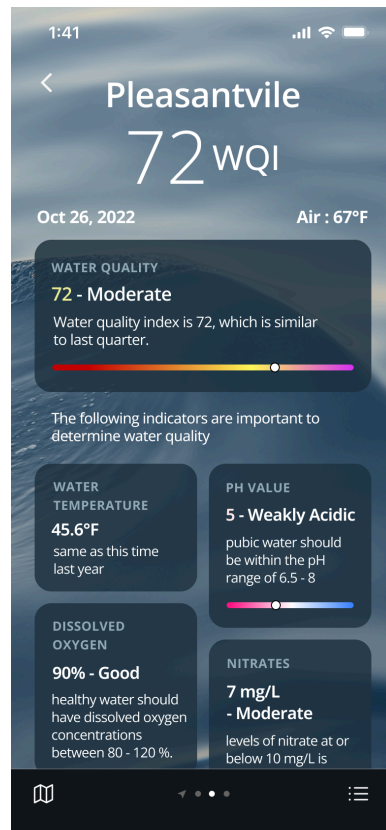 1:41
Pleasantvile
72 WQI
Oct 26, 2022
Air : 67°F
WATER QUALITY
72 - Moderate
Water quality index is 72, which is similar
to last quarter.
The following indicators are important to
determine water quality
WATER
TEMPERATURE
45.6°F
same as this time
last year
PH VALUE
5 - Weakly Acidic
pubic water should
be within the pH
range of 6.5 - 8
DISSOLVED
OXYGEN
90% - Good
healthy water should
have dissolved oxygen
concentrations
between 80 - 120 %.
NITRATES
7 mg/L
- Moderate
levels of nitrate at or
below 10 mg/L is